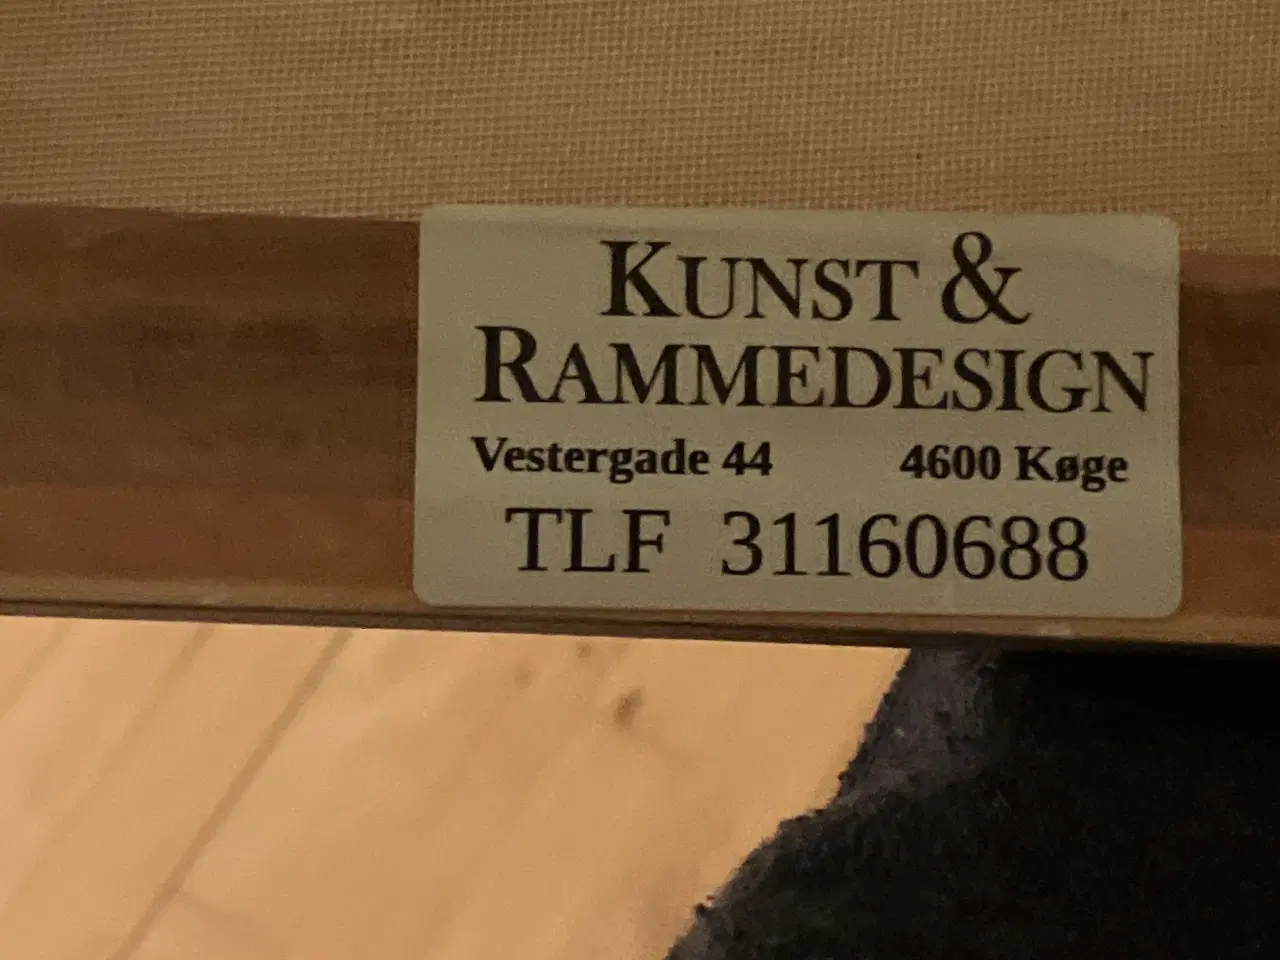 KUNST &
RAMMEDESIGN
Vestergade 44 4600 Køge
TLF 31160688